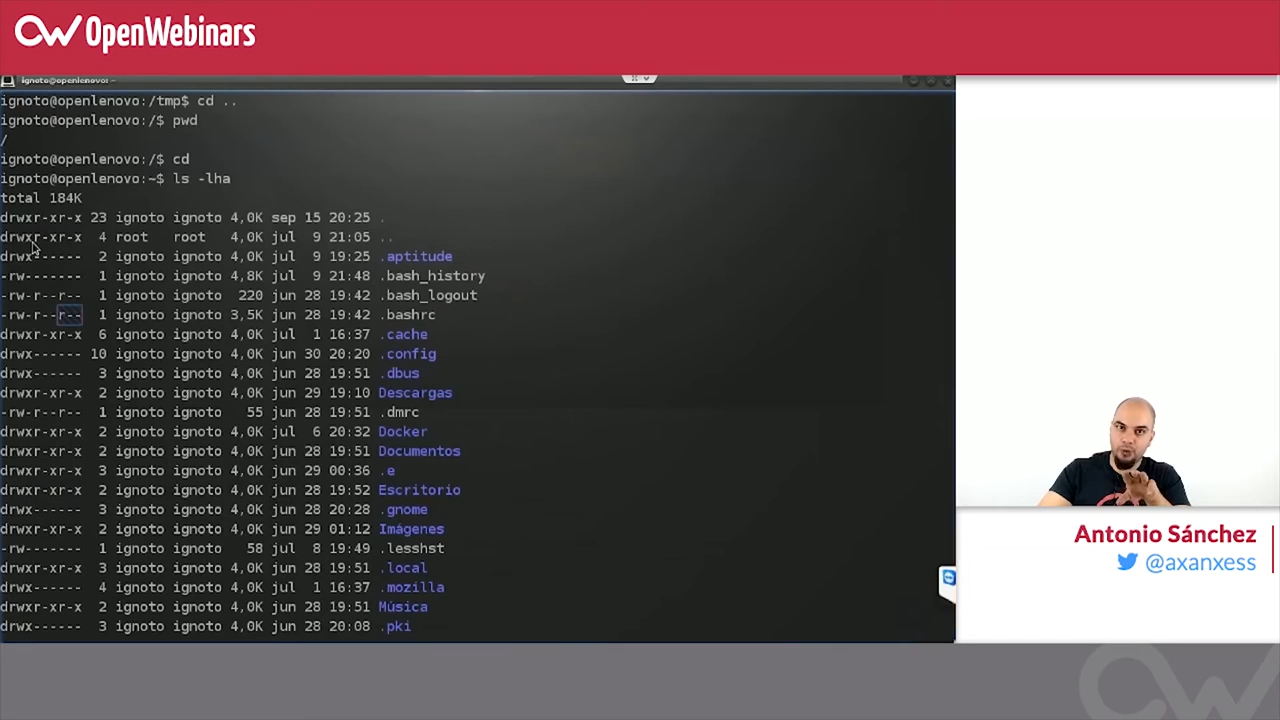 OpenWebinars
ignoto@openlenovo: ~
ignoto@openlenovo:/tmp$ cd ..
ignoto@openlenovo:/$ pwd
/
ignoto@openlenovo:/$ cd
ignoto@openlenovo:~$ ls -lha
total 184K
drwxr-xr-x 23 ignoto ignoto 4,0K sep 15 20:25 .
drwxr-xr-x  4 root   root   4,0K jul  9 21:05 ..
drwx------  2 ignoto ignoto 4,0K jul  9 19:25 .aptitude
-rw-------  1 ignoto ignoto 4,8K jul  9 21:48 .bash_history
-rw-r--r--  1 ignoto ignoto  220 jun 28 19:42 .bash_logout
-rw-r--r--  1 ignoto ignoto 3,5K jun 28 19:42 .bashrc
drwxr-xr-x  6 ignoto ignoto 4,0K jul  1 16:37 .cache
drwx------ 10 ignoto ignoto 4,0K jun 30 20:20 .config
drwx------  3 ignoto ignoto 4,0K jun 28 19:51 .dbus
drwxr-xr-x  2 ignoto ignoto 4,0K jun 29 19:10 Descargas
-rw-r--r--  1 ignoto ignoto   55 jun 28 19:51 .dmrc
drwxr-xr-x  2 ignoto ignoto 4,0K jul  6 20:32 Docker
drwxr-xr-x  2 ignoto ignoto 4,0K jun 28 19:51 Documentos
drwxr-xr-x  3 ignoto ignoto 4,0K jun 29 00:36 .e
drwxr-xr-x  2 ignoto ignoto 4,0K jun 28 19:52 Escritorio
drwx------  3 ignoto ignoto 4,0K jun 28 20:28 .gnome
drwxr-xr-x  2 ignoto ignoto 4,0K jun 29 01:12 Imágenes
-rw-------  1 ignoto ignoto   58 jul  8 19:49 .lesshst
drwxr-xr-x  3 ignoto ignoto 4,0K jun 28 19:51 .local
drwx------  4 ignoto ignoto 4,0K jul  1 16:37 .mozilla
drwxr-xr-x  2 ignoto ignoto 4,0K jun 28 19:51 Música
drwx------  3 ignoto ignoto 4,0K jun 28 20:08 .pki
Antonio Sánchez
@axanxess